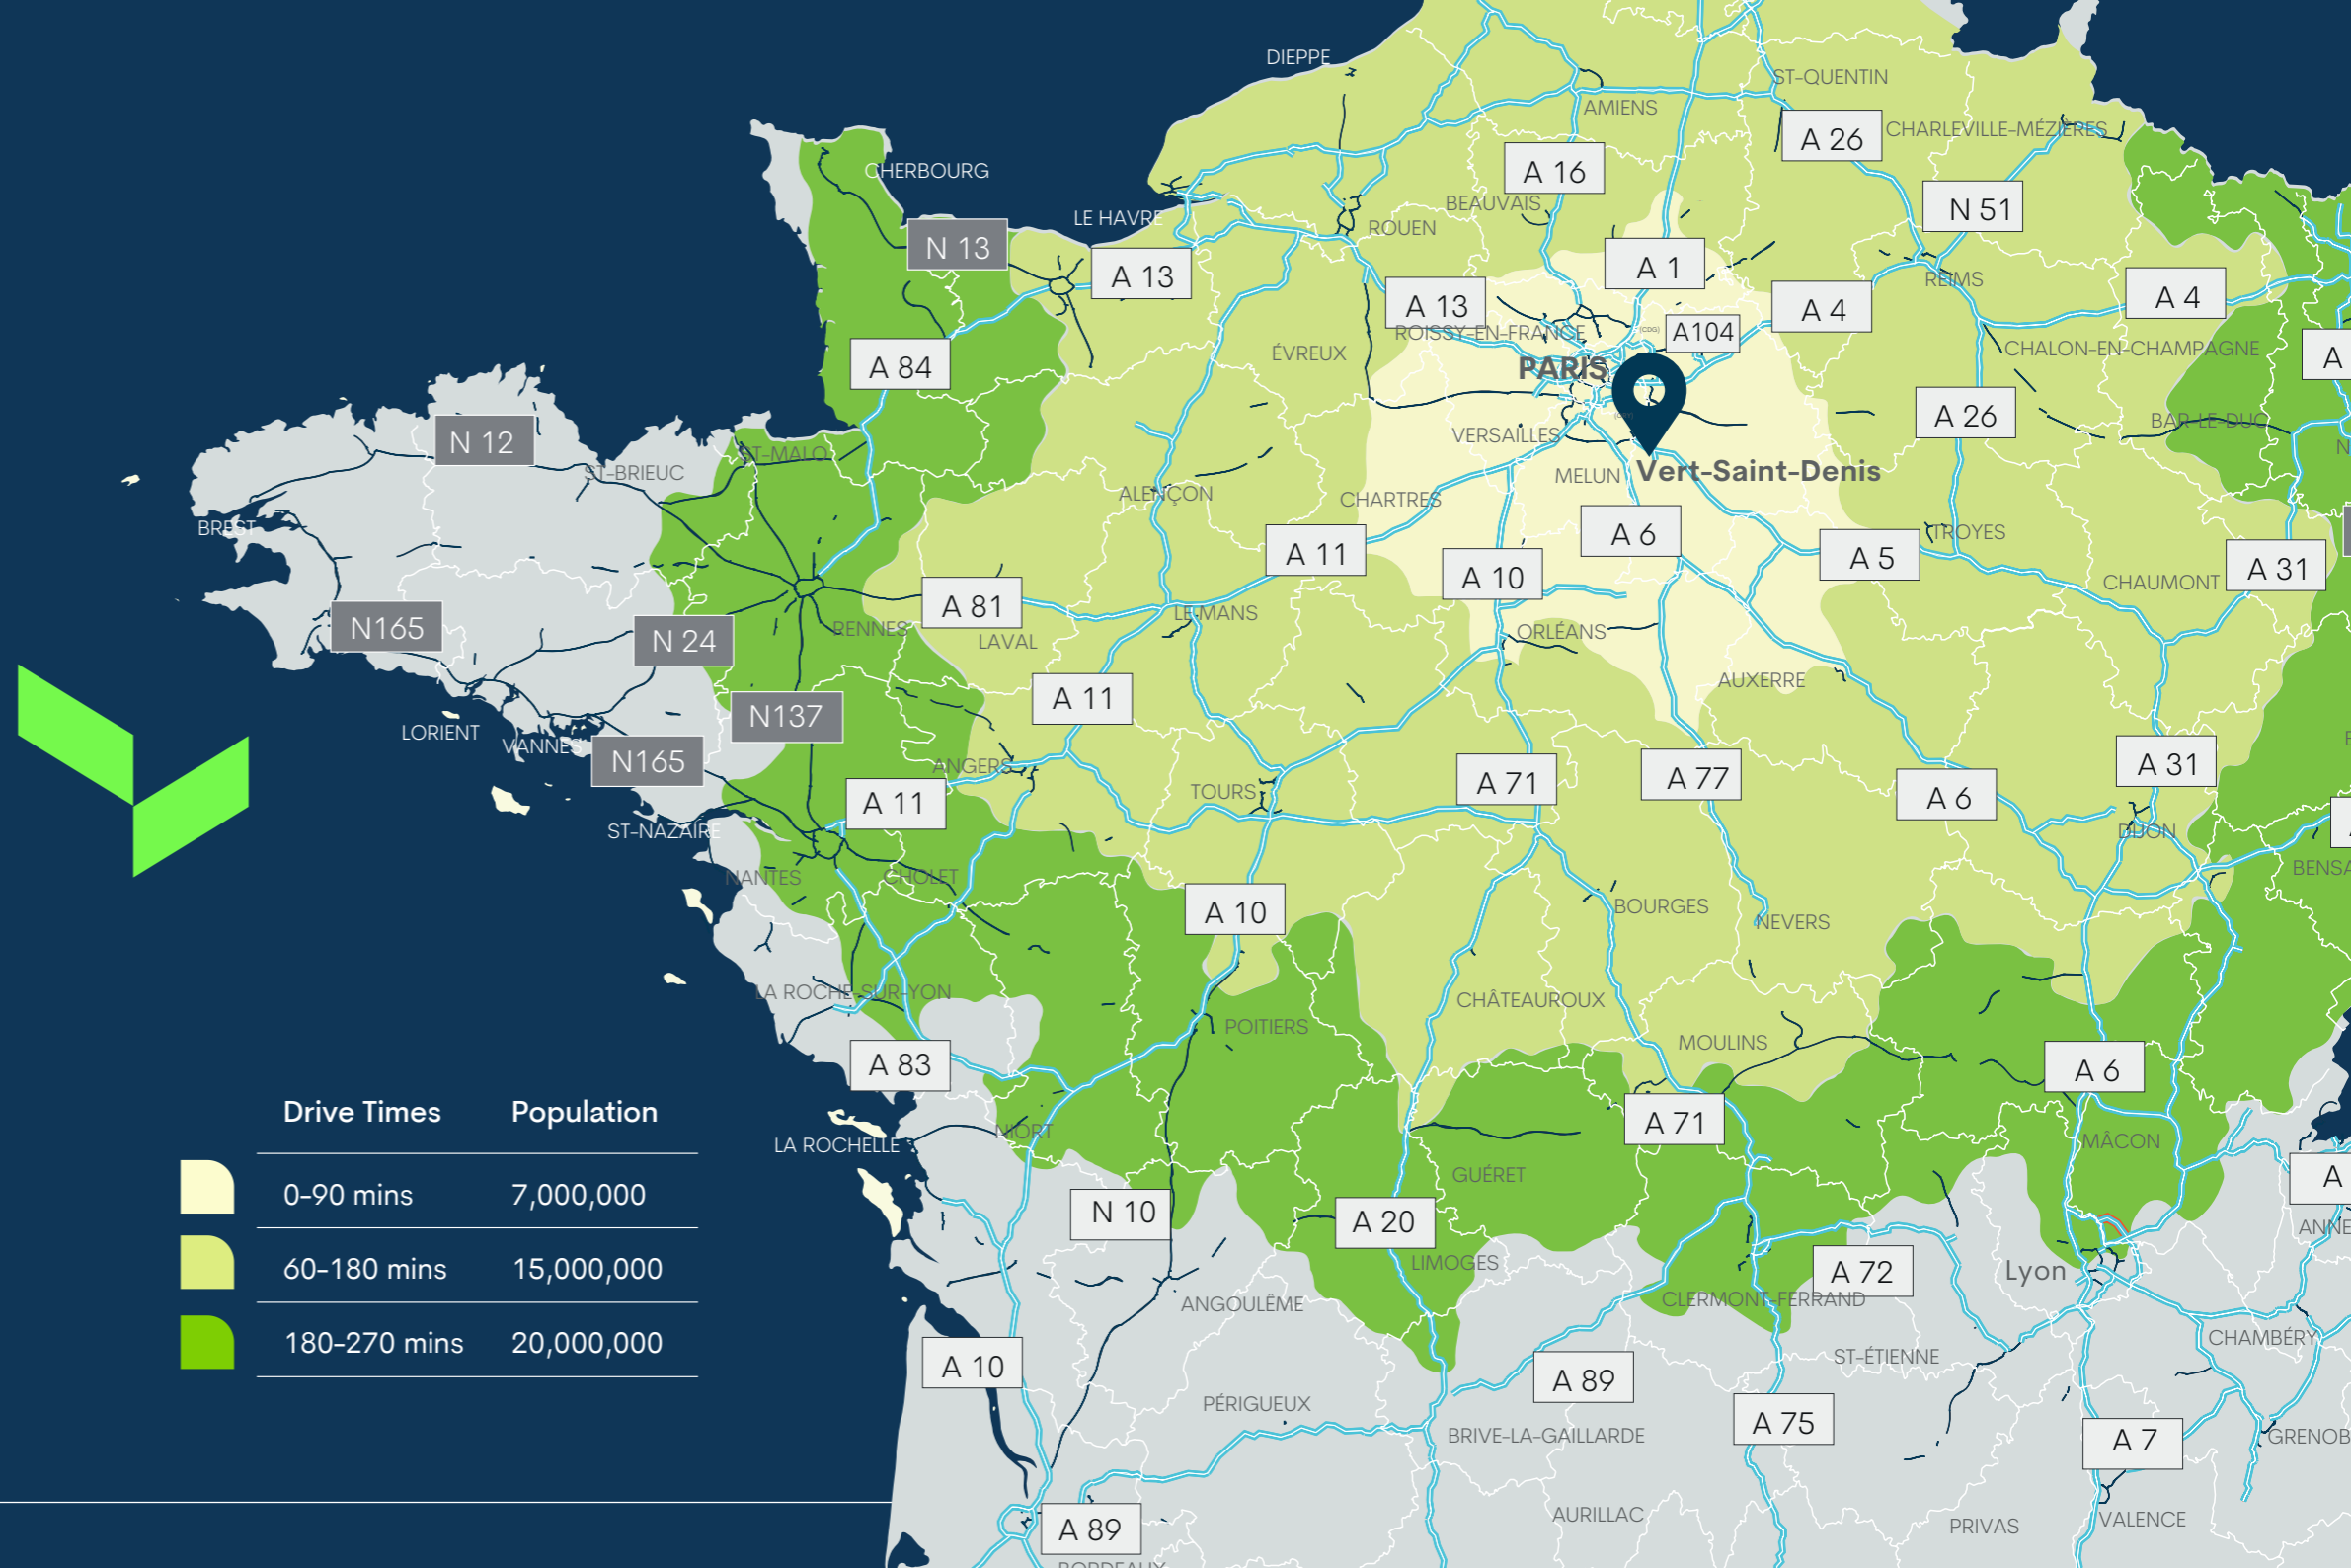 DIEPPE
ST-QUENTIN
AMIENS
A 26
CHARLEVILLE-MÉZIÈRES
CHERBOURG
A 16
BEAUVAIS
N 51
LE HAVRE
ROUEN
N 13
A 13
A 1
REIMS
A 13
A 4
A 4
ROISSY-EN-FRANCE
(CDG)
A104
ÉVREUX
CHALON-EN-CHAMPAGNE
A
A 84
PARIS
A 26
BAR-LE-DUC
N 12
VERSAILLES
ST-MALO
N
ST-BRIEUC
MELUN
Vert-Saint-Denis
ALENÇON
CHARTRES
BREST
A 6
TROYES
A 11
A 5
A 10
CHAUMONT
A 31
A 81
LE MANS
N165
RENNES
LAVAL
N 24
ORLÉANS
AUXERRE
A 11
N137
LORIENT
VANNES
N165
ANGERS
A 31
TOURS
A 71
A 77
A 6
A 11
ST-NAZAIRE
DIJON
BENSA
NANTES
CHOLET
A 10
BOURGES
NEVERS
LA ROCHE-SUR-YON
CHÂTEAUROUX
POITIERS
MOULINS
A 83
A 6
Drive Times Population
A 71
NIORT
LA ROCHELLE
MÂCON
GUÉRET
A
0-90 mins 7,000,000
N 10
A 20
ANNE
LIMOGES
60-180 mins 15,000,000
A 72
Lyon
CLERMONT-FERRAND
ANGOULÊME
180-270 mins 20,000,000
CHAMBÉRY
A 10
ST-ÉTIENNE
A 89
PÉRIGUEUX
A 75
BRIVE-LA-GAILLARDE
A 7
GRENOB
AURILLAC
A 89
PRIVAS
VALENCE
BORDEAUX